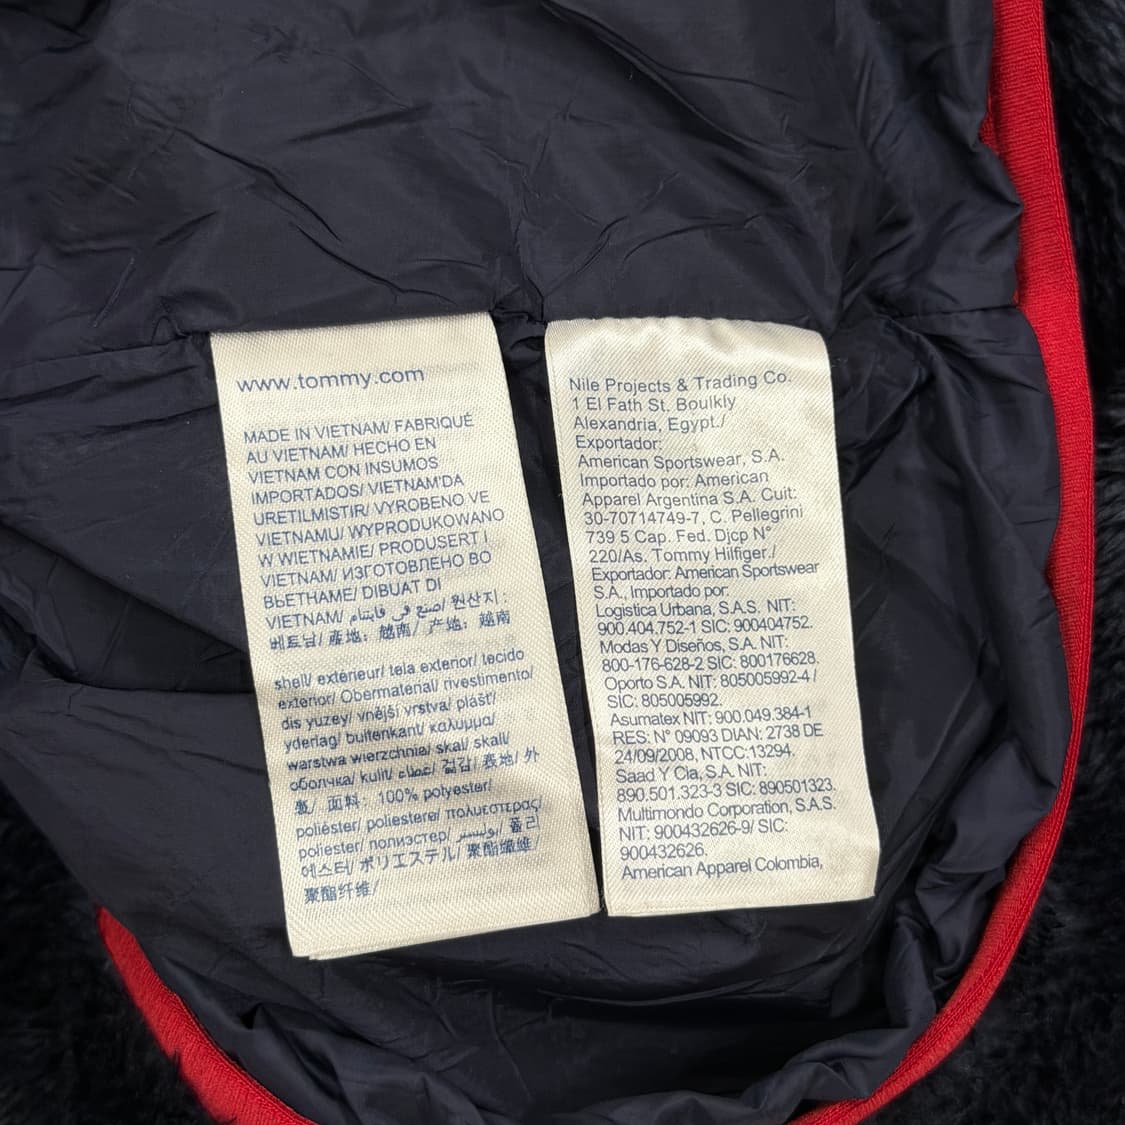 www.tommy.com
MADE IN VIETNAM/ FABRIQUÉ
AU VIETNAM/ HECHO EN
VIETNAM CON INSUMOS
IMPORTADOS/ VIETNAM'DA
URETILMISTIR/ VYROBENO VE
VIETNAMU/ WYPRODUKOWANO
W WIETNAMIE/ PRODUSERT I
VIETNAM/ ИЗГОТОВЛЕНО ВО
ВЬЕТНАМЕ/ DIBUAT DI
VIETNAM/ صنع في فايتنام/ 원산지:
베트남/ 産地: 越南/ 产地: 越南
shell/ extérieur/ tela exterior/ tecido
exterior/ Obermaterial/ rivestimento/
dis yuzey/ vnější vrstva/ plášť/
yderlag/ buitenkant/ καλυμμα/
warstwa wierzchnia/ skal/ skall/
оболчка/ kulit/ غطاء/ 겉감/ 表地/ 外
套/ 面料: 100% polyester/
poliéster/ poliestere/ πολυεστερας/
poliester/ полиэстер/ بوليستر/ 폴리
에스터/ ポリエステル/ 聚酯纖維/
聚酯纤维/
Nile Projects & Trading Co.
1 El Fath St. Boulkly
Alexandria, Egypt./
Exportador:
American Sportswear, S.A.
Importado por: American
Apparel Argentina S.A. Cuit:
30-70714749-7, C. Pellegrini
739 5 Cap. Fed. Djcp N°
220/As. Tommy Hilfiger./
Exportador: American Sportswear
S.A., Importado por:
Logistica Urbana, S.A.S. NIT:
900.404.752-1 SIC: 900404752.
Modas Y Diseños, S.A. NIT:
800-176-628-2 SIC: 800176628.
Oporto S.A. NIT: 805005992-4 /
SIC: 805005992.
Asumatex NIT: 900.049.384-1
RES: N° 09093 DIAN: 2738 DE
24/09/2008, NTCC:13294.
Saad Y Cla, S.A. NIT:
890.501.323-3 SIC: 890501323.
Multimondo Corporation, S.A.S.
NIT: 900432626-9/ SIC:
900432626.
American Apparel Colombia,